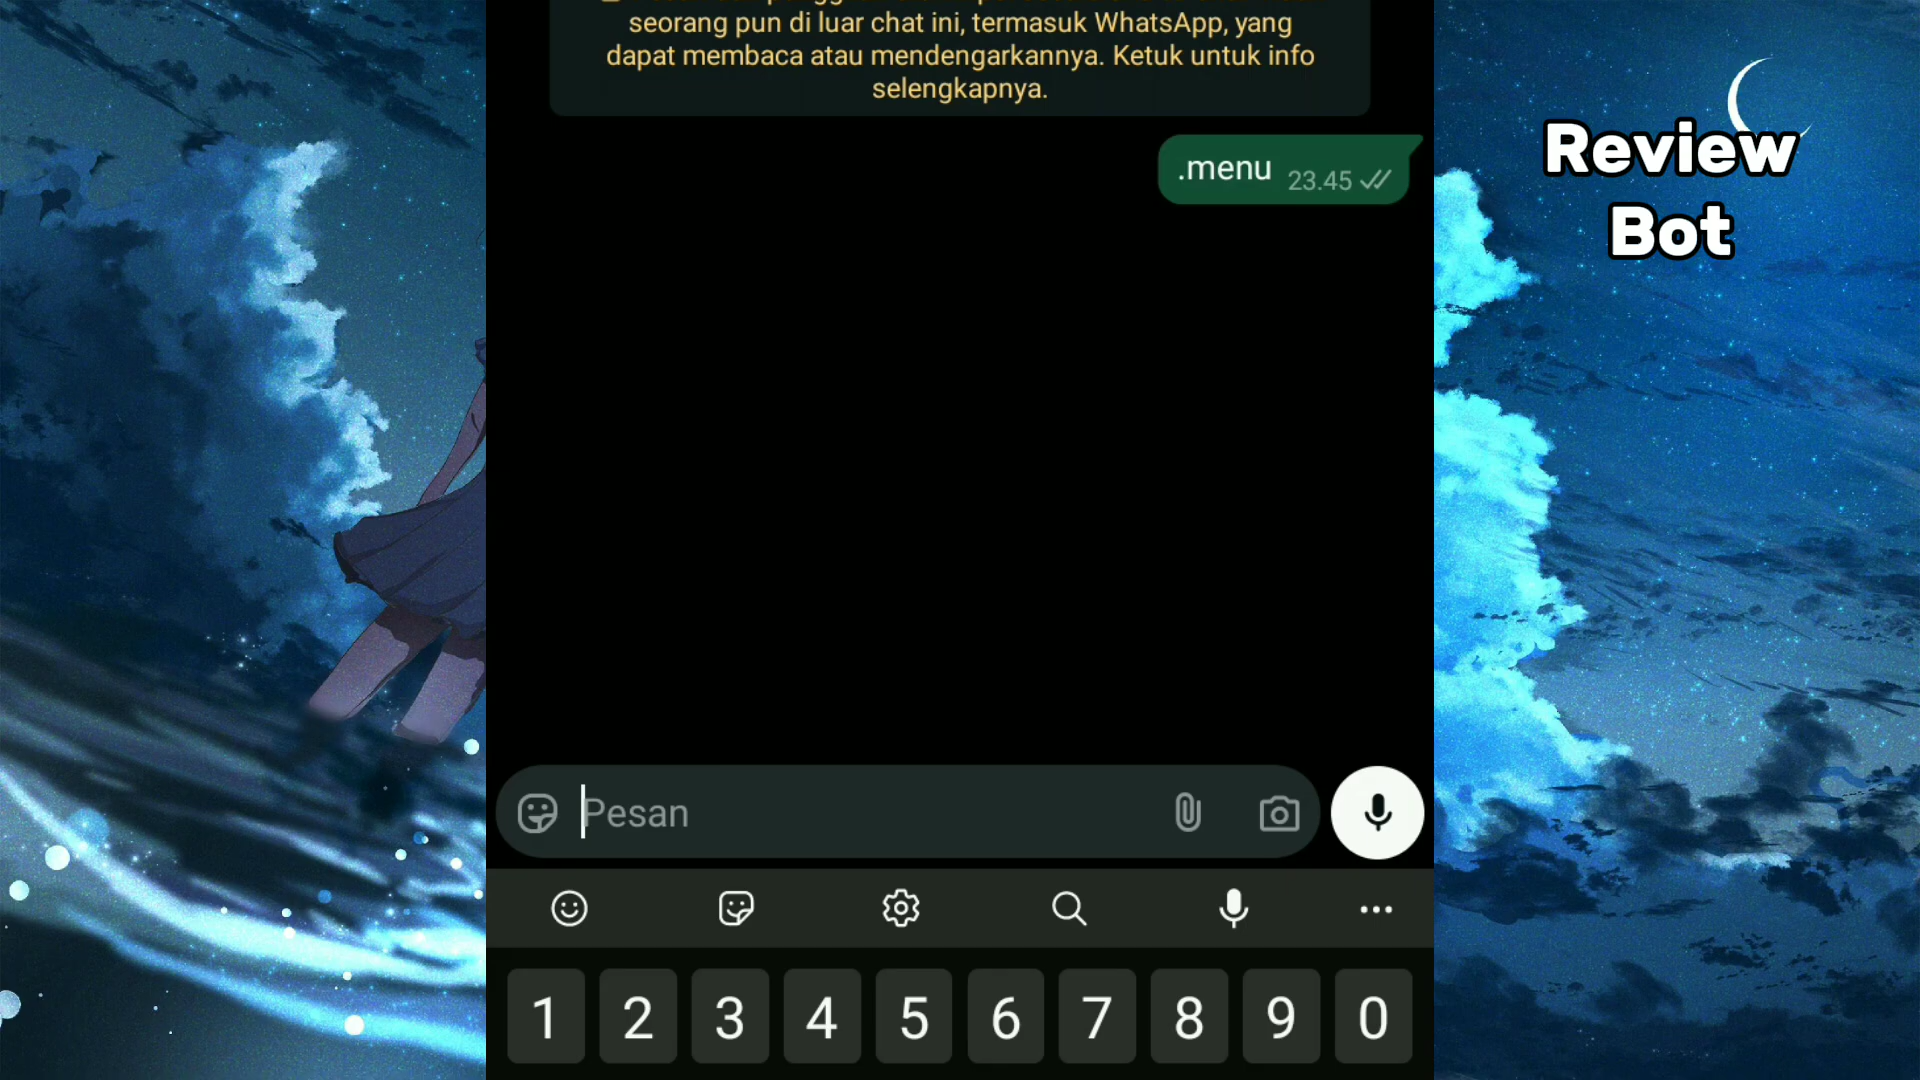 seorang pun di luar chat ini, termasuk WhatsApp, yang
dapat membaca atau mendengarkannya. Ketuk untuk info
selengkapnya.
.menu 23.45
Review
Bot
Pesan
1 2 3 4 5 6 7 8 9 0